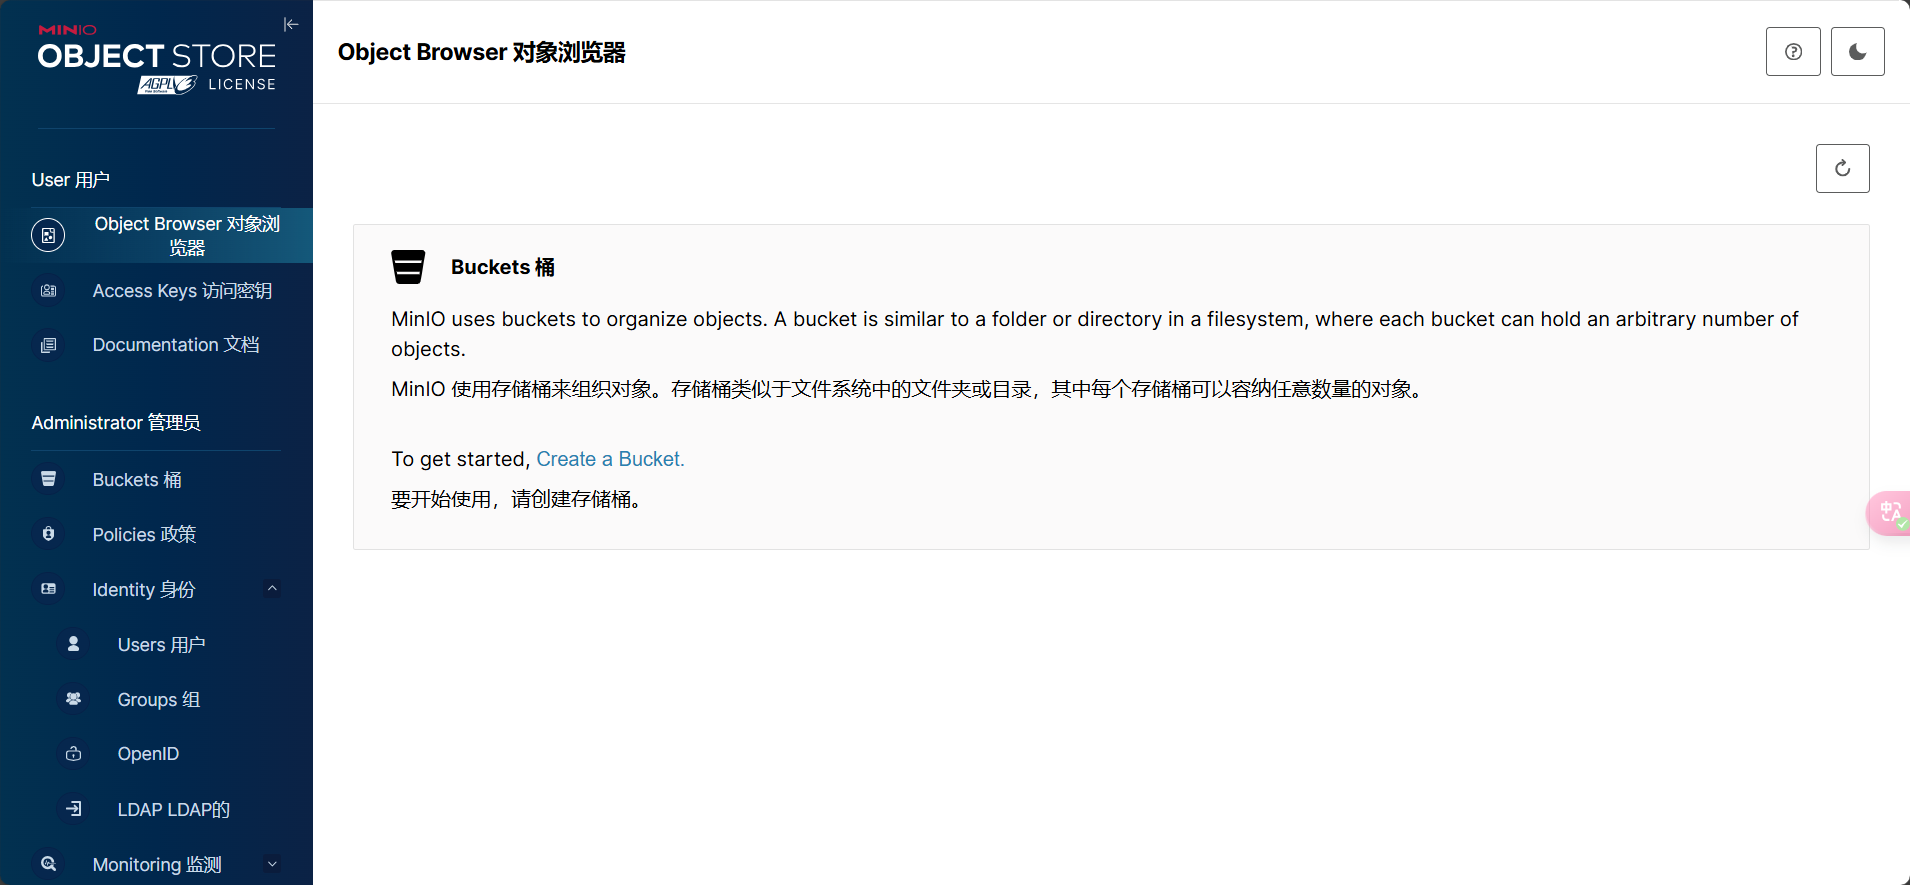 MINIO
OBJECT STORE
AGPL v3 LICENSE
User 用户
Object Browser 对象浏
览器
Access Keys 访问密钥
Documentation 文档
Administrator 管理员
Buckets 桶
Policies 政策
Identity 身份
Users 用户
Groups 组
OpenID
LDAP LDAP的
Monitoring 监测
Object Browser 对象浏览器
Buckets 桶
MinIO uses buckets to organize objects. A bucket is similar to a folder or directory in a filesystem, where each bucket can hold an arbitrary number of
objects.
MinIO 使用存储桶来组织对象。存储桶类似于文件系统中的文件夹或目录，其中每个存储桶可以容纳任意数量的对象。
To get started, Create a Bucket.
要开始使用，请创建存储桶。
中A